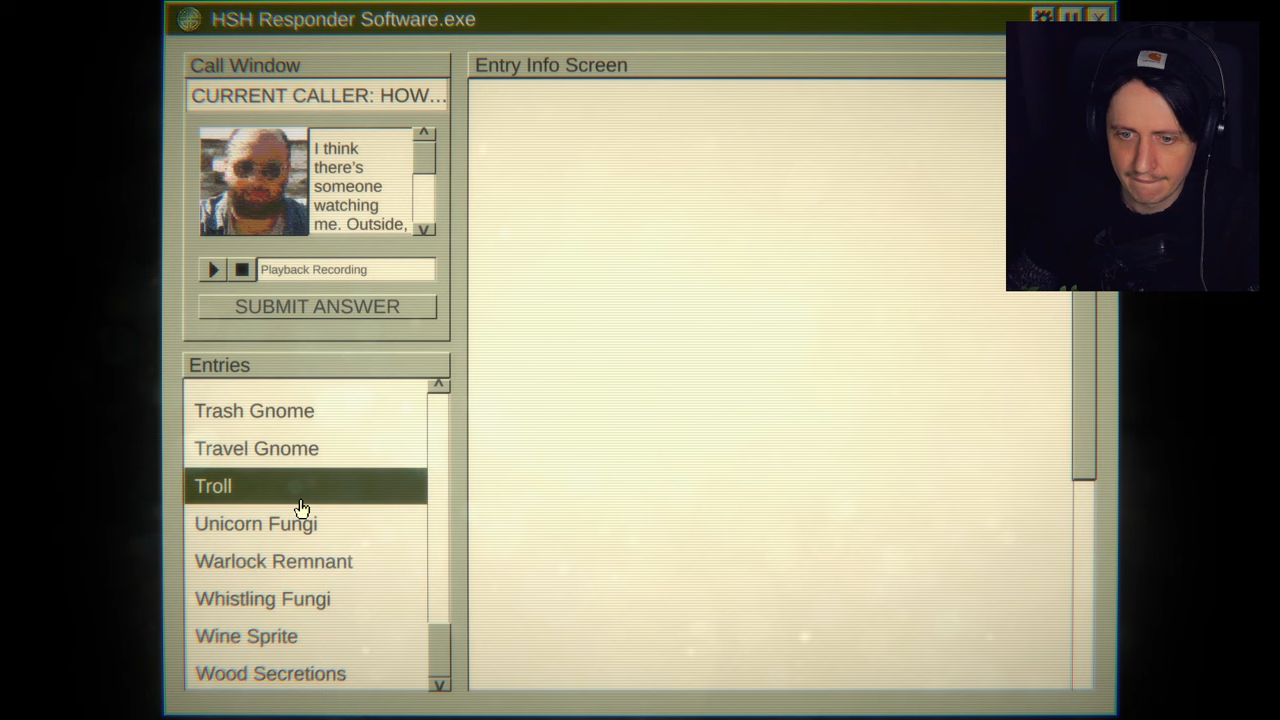 HSH Responder Software.exe
Call Window
CURRENT CALLER: HOW...
I think
there's
someone
watching
me. Outside,
Playback Recording
SUBMIT ANSWER
Entries
Trash Gnome
Travel Gnome
Troll
Unicorn Fungi
Warlock Remnant
Whistling Fungi
Wine Sprite
Wood Secretions
Entry Info Screen